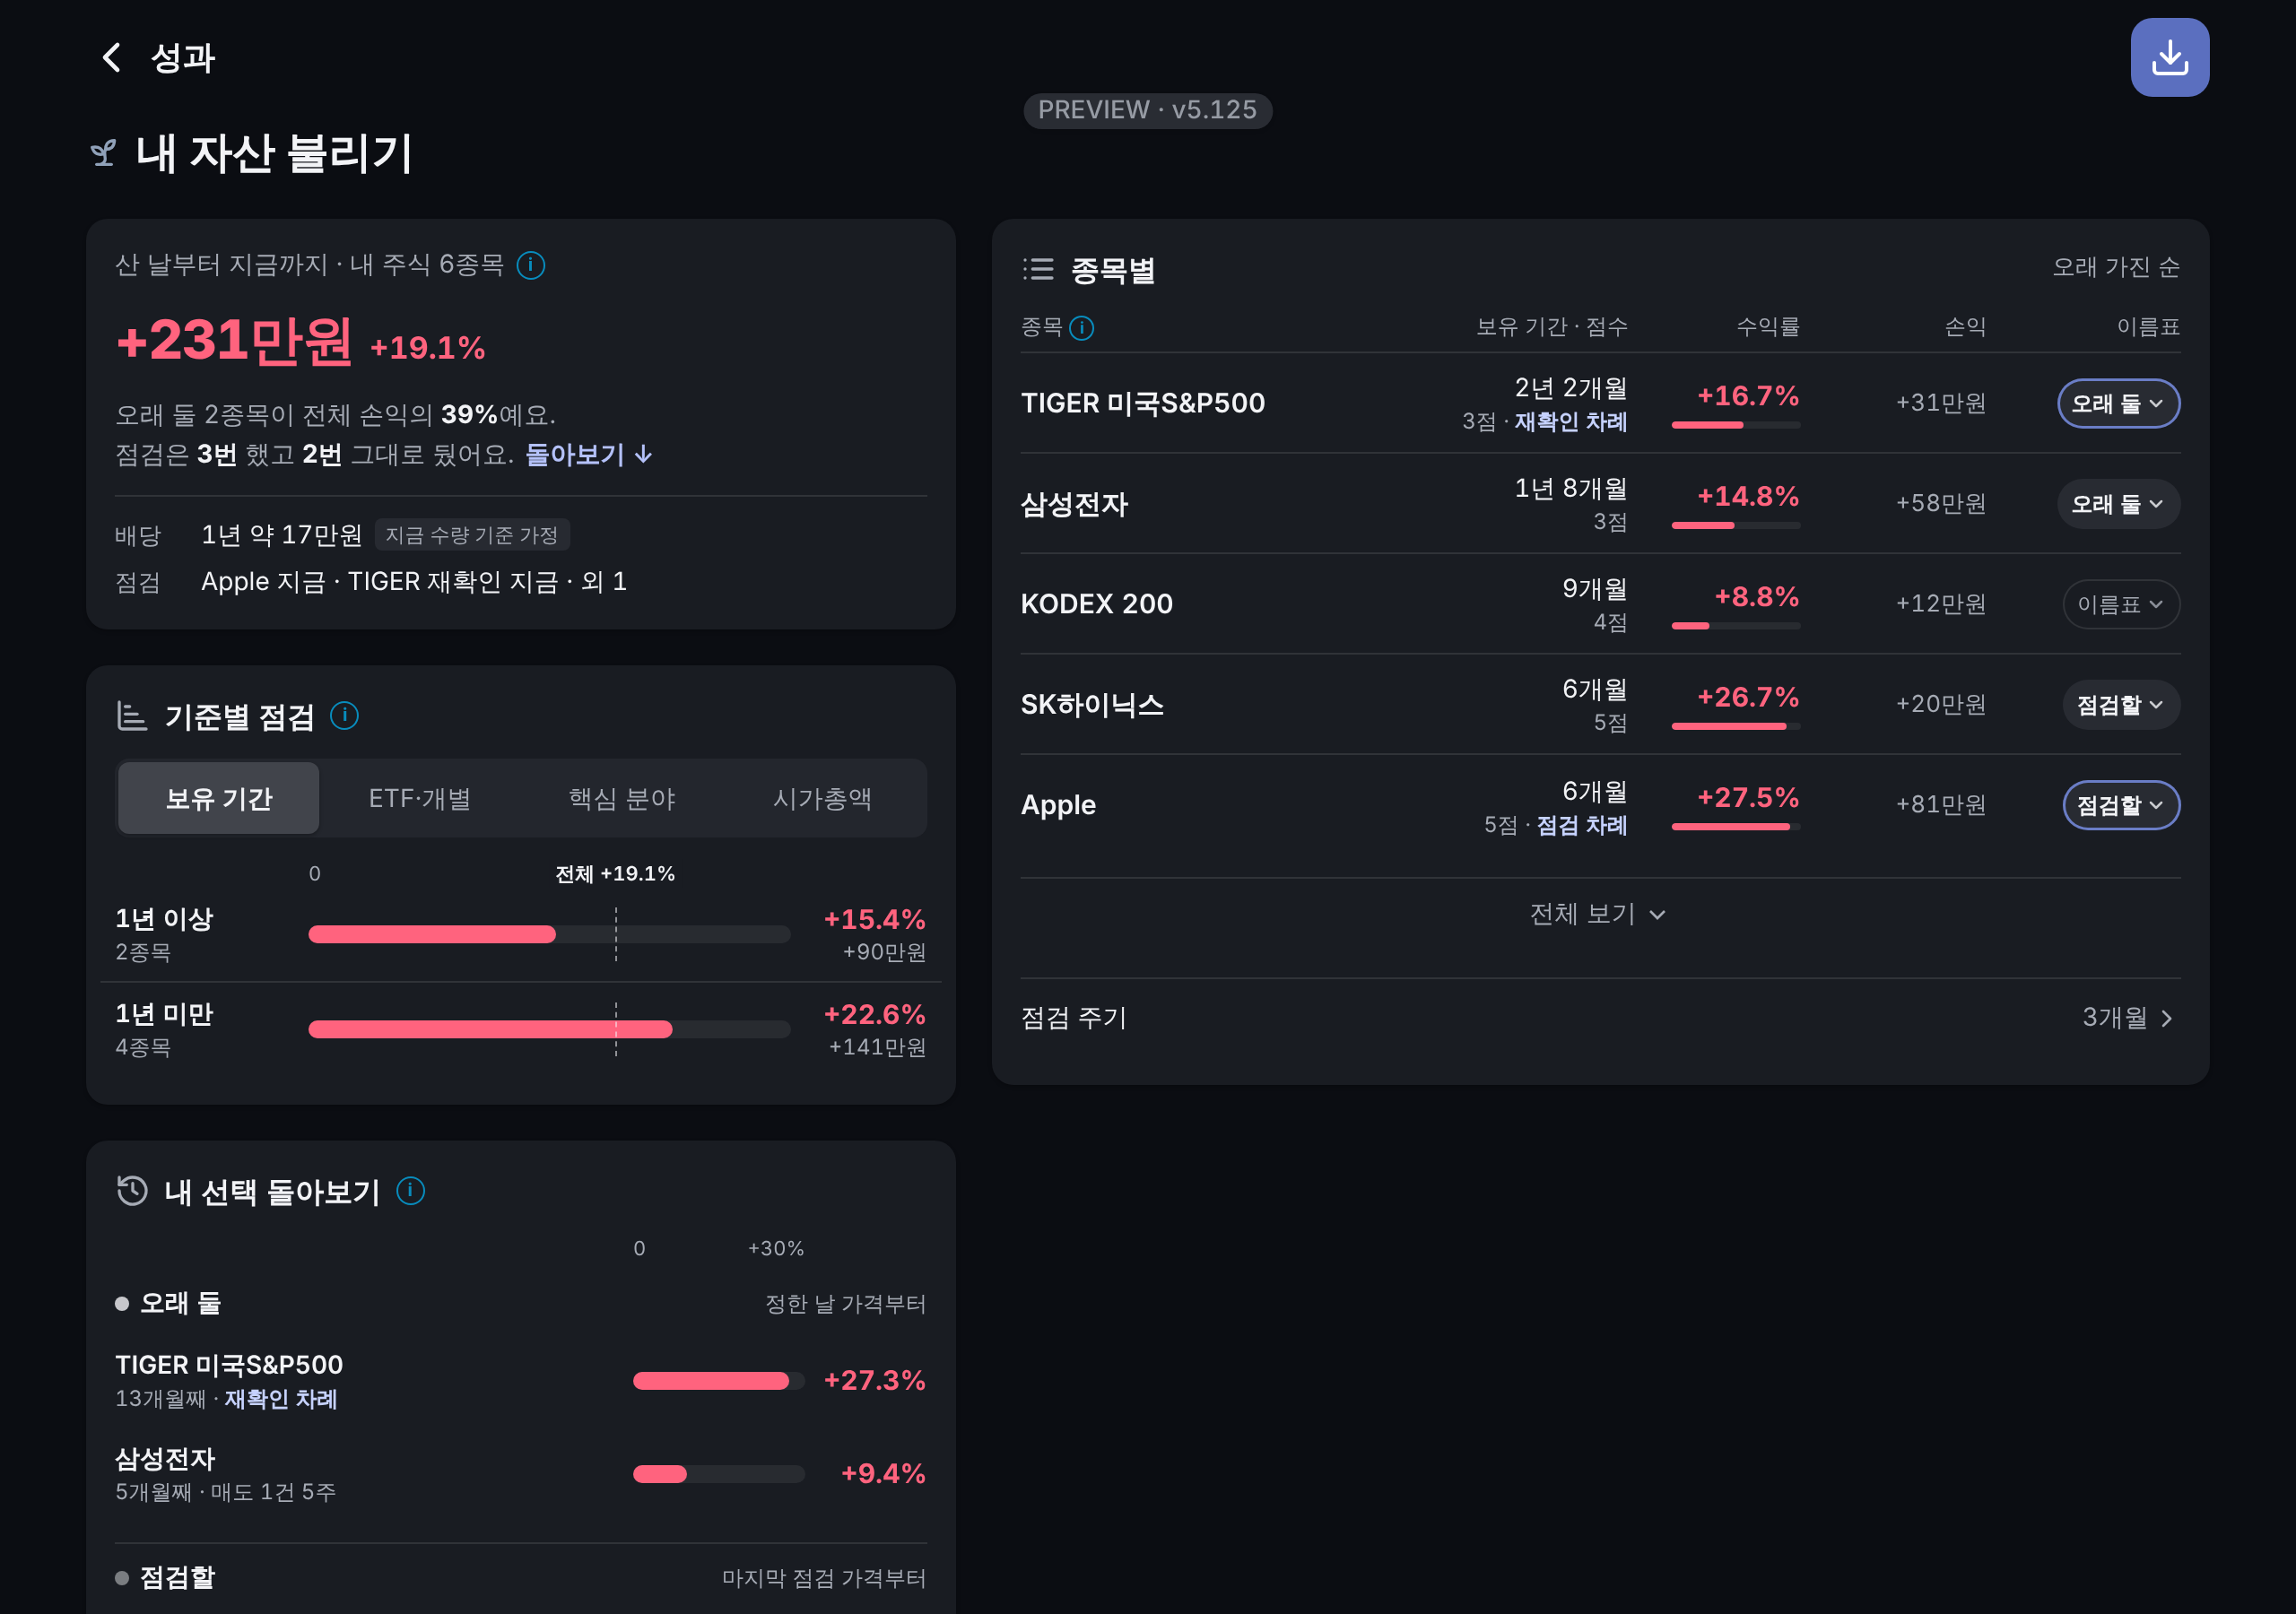 성과
PREVIEW · v5.125
내 자산 불리기
산 날부터 지금까지 · 내 주식 6종목
+231만원 +19.1%
오래 둘 2종목이 전체 손익의 39%예요.
점검은 3번 했고 2번 그대로 뒀어요. 돌아보기 ↓
배당 1년 약 17만원 지금 수량 기준 가정
점검 Apple 지금 · TIGER 재확인 지금 · 외 1
기준별 점검
보유 기간 ETF·개별 핵심 분야 시가총액
0 전체 +19.1%
1년 이상 +15.4%
2종목 +90만원
1년 미만 +22.6%
4종목 +141만원
내 선택 돌아보기
0 +30%
오래 둘 정한 날 가격부터
TIGER 미국S&P500 +27.3%
13개월째 · 재확인 차례
삼성전자 +9.4%
5개월째 · 매도 1건 5주
점검할 마지막 점검 가격부터
종목별 오래 가진 순
종목 보유 기간 · 점수 수익률 손익 이름표
TIGER 미국S&P500 2년 2개월 +16.7% +31만원 오래 둘
3점 · 재확인 차례
삼성전자 1년 8개월 +14.8% +58만원 오래 둘
3점
KODEX 200 9개월 +8.8% +12만원 이름표
4점
SK하이닉스 6개월 +26.7% +20만원 점검할
5점
Apple 6개월 +27.5% +81만원 점검할
5점 · 점검 차례
전체 보기
점검 주기 3개월